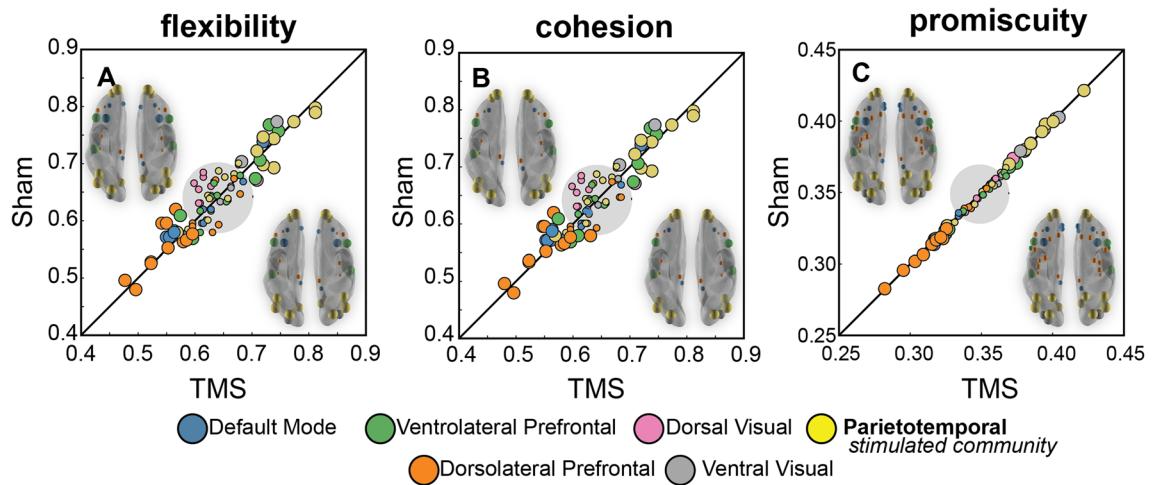 flexibility
cohesion
promiscuity
A
B
C
0.9
0.8
0.7
0.6
0.5
0.4
Sham
0.4
0.5
0.6
0.7
0.8
0.9
TMS
0.9
0.8
0.7
0.6
0.5
0.4
Sham
0.4
0.5
0.6
0.7
0.8
0.9
TMS
0.45
0.40
0.35
0.30
0.25
Sham
0.25
0.30
0.35
0.40
0.45
TMS
Default Mode
Ventrolateral Prefrontal
Dorsal Visual
Parietotemporal
stimulated community
Dorsolateral Prefrontal
Ventral Visual